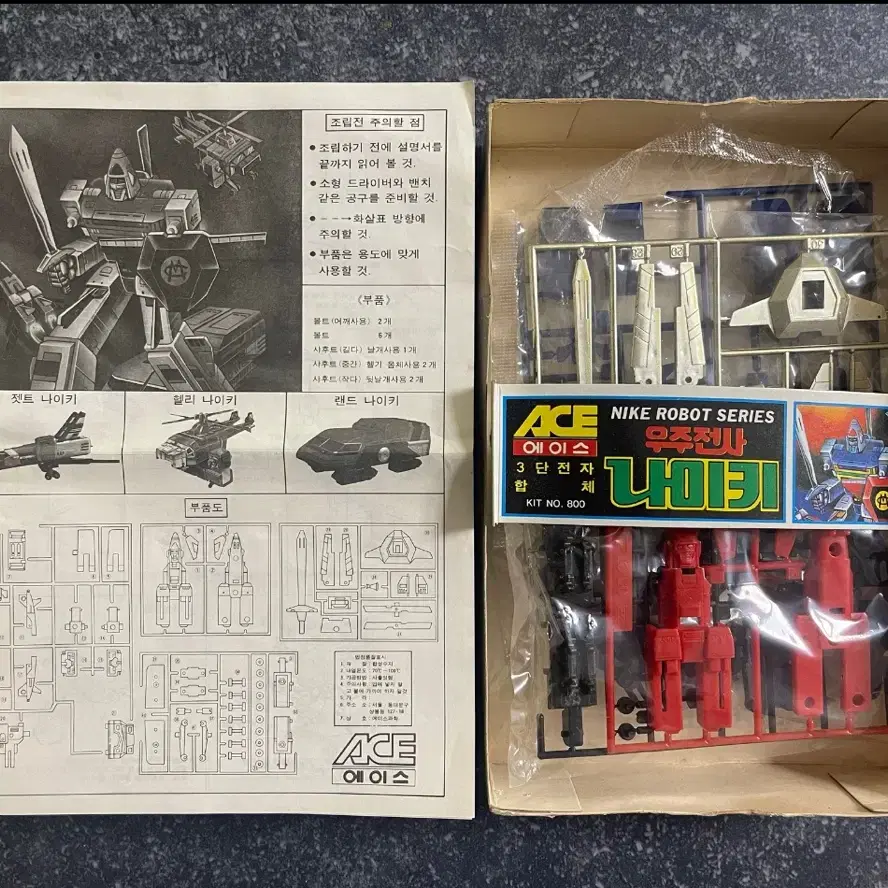 조립전 주의할 점
● 조립하기 전에 설명서를
끝까지 읽어 볼 것.
● 소형 드라이버와 밴치
같은 공구를 준비할 것.
● −−→화살표 방향에
주의할 것.
● 부품은 용도에 맞게
사용할 것.
《부품》
볼트(어깨사용) 2개
볼트 6개
샤후트(길다) 날개사용 1개
샤후트(중간) 헬기 몸체사용 2개
샤후트(작다) 뒷날개사용 2개
젯트 나이키
헬리 나이키
랜드 나이키
부품도
ACE
에이스
ACE
에이스
3단전자
합 체
KIT NO. 800
NIKE ROBOT SERIES
우주전사
나이키